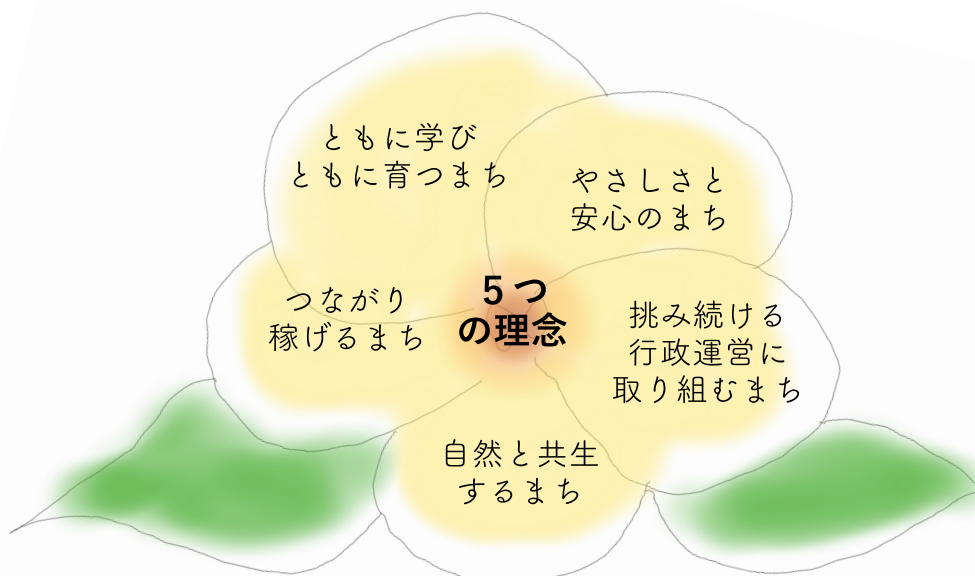 ともに学び
ともに育つまち
やさしさと
安心のまち
つながり
稼げるまち
5つ
の理念
挑み続ける
行政運営に
取り組むまち
自然と共生
するまち